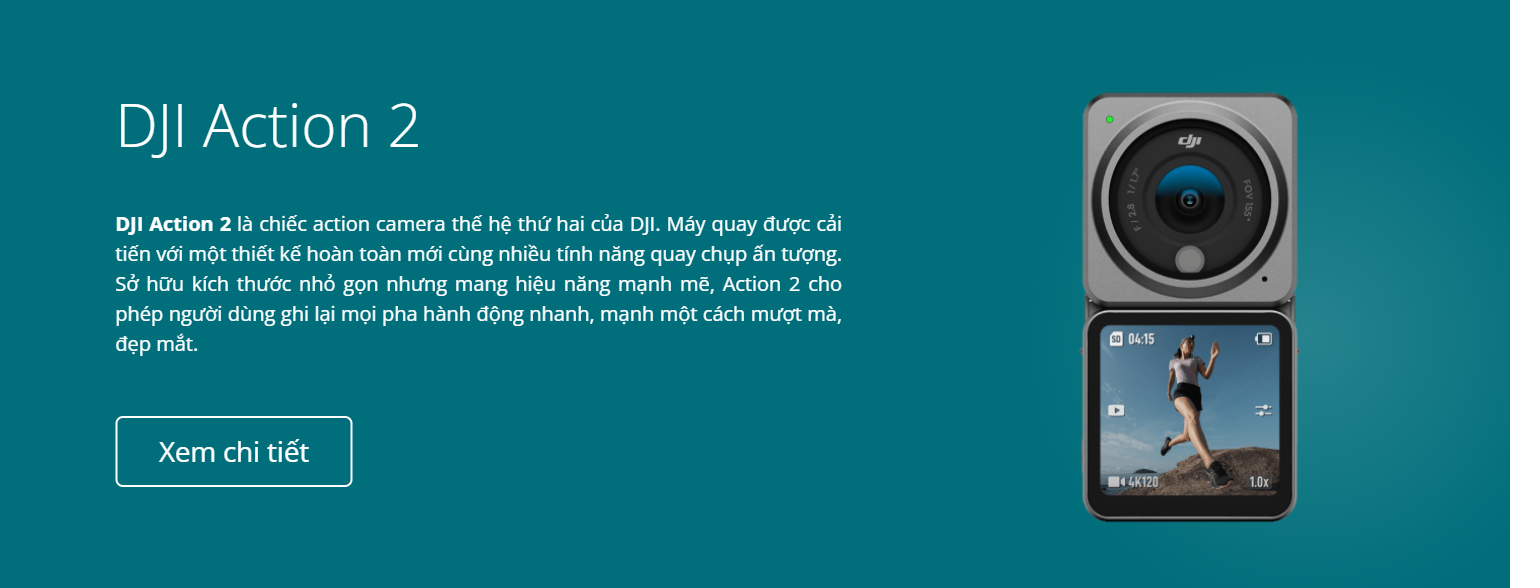 DJI Action 2
DJI Action 2 là chiếc action camera thế hệ thứ hai của DJI. Máy quay được cải
tiến với một thiết kế hoàn toàn mới cùng nhiều tính năng quay chụp ấn tượng.
Sở hữu kích thước nhỏ gọn nhưng mang hiệu năng mạnh mẽ, Action 2 cho
phép người dùng ghi lại mọi pha hành động nhanh, mạnh một cách mượt mà,
đẹp mắt.
Xem chi tiết
dji
F / 2.8 1 / 1.7"
FOV 155°
SD 04:15
4K120
1.0x